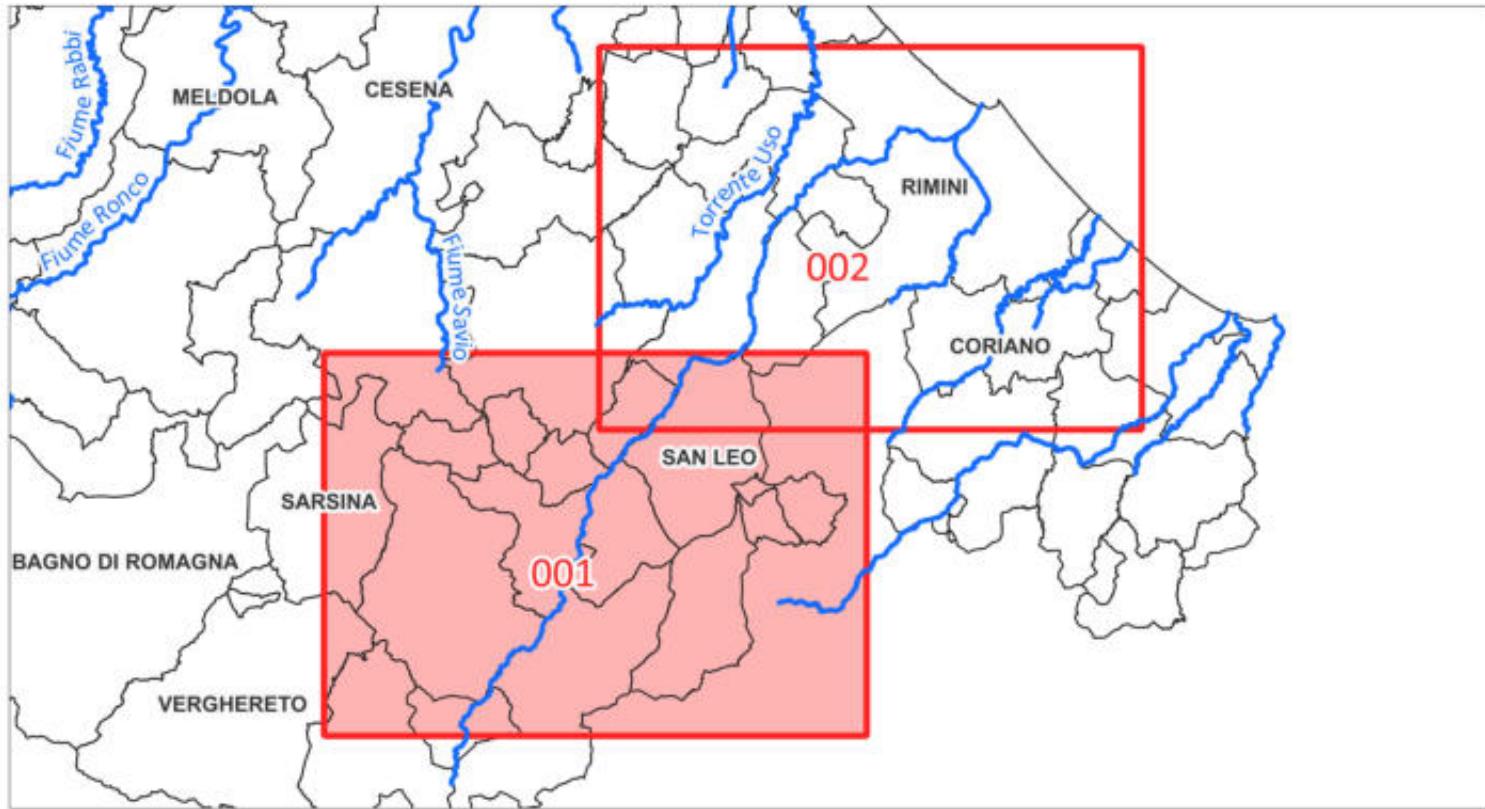 Fiume Rabbi
MELDOLA
CESENA
Fiume Ronco
Torrente Uso
RIMINI
Fiume Savio
002
CORIANO
SAN LEO
SARSINA
BAGNO DI ROMAGNA
001
VERGHERETO